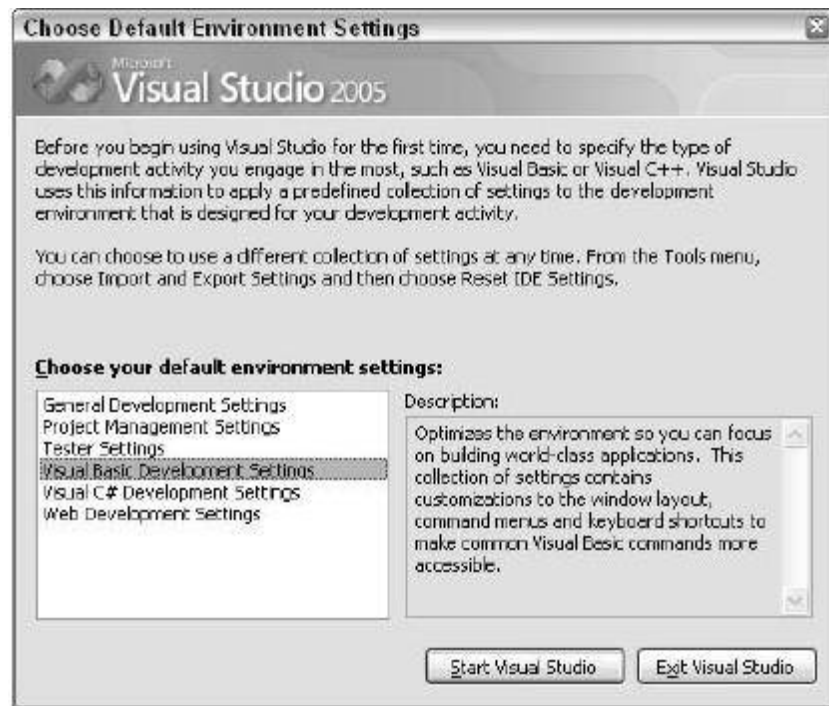 Choose Default Environment Settings
Microsoft
Visual Studio 2005
Before you begin using Visual Studio for the first time, you need to specify the type of
development activity you engage in the most, such as Visual Basic or Visual C++. Visual Studio
uses this information to apply a predefined collection of settings to the development
environment that is designed for your development activity.
You can choose to use a different collection of settings at any time. From the Tools menu,
choose Import and Export Settings and then choose Reset IDE Settings.
Choose your default environment settings:
General Development Settings
Project Management Settings
Tester Settings
Visual Basic Development Settings
Visual C# Development Settings
Web Development Settings
Description:
Optimizes the environment so you can focus
on building world-class applications. This
collection of settings contains
customizations to the window layout,
command menus and keyboard shortcuts to
make common Visual Basic commands more
accessible.
Start Visual Studio
Exit Visual Studio